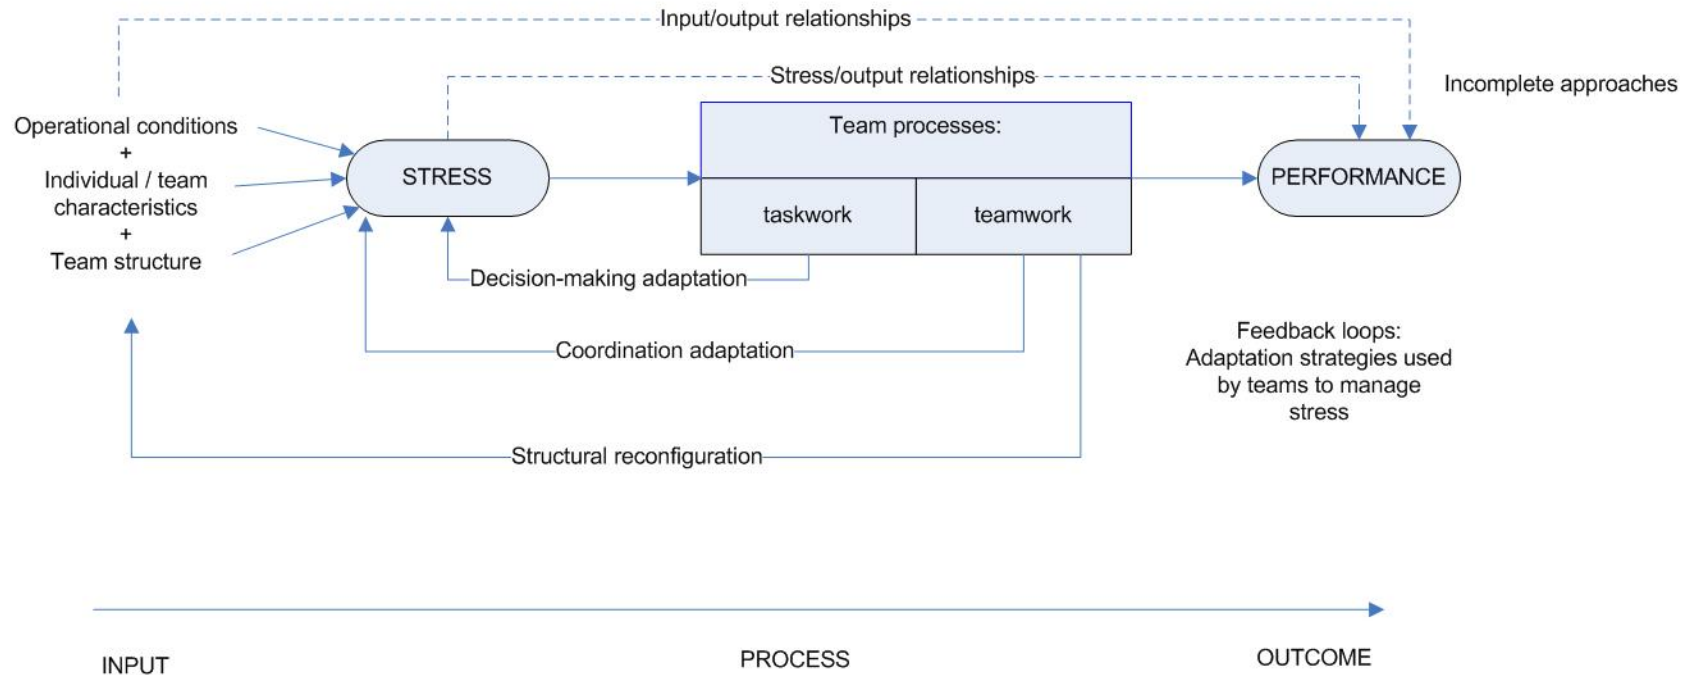 Input/output relationships
Stress/output relationships
Incomplete approaches
Operational conditions
+
Individual / team
characteristics
+
Team structure
STRESS
Team processes:
taskwork
teamwork
PERFORMANCE
Decision-making adaptation
Coordination adaptation
Structural reconfiguration
Feedback loops:
Adaptation strategies used
by teams to manage
stress
INPUT
PROCESS
OUTCOME